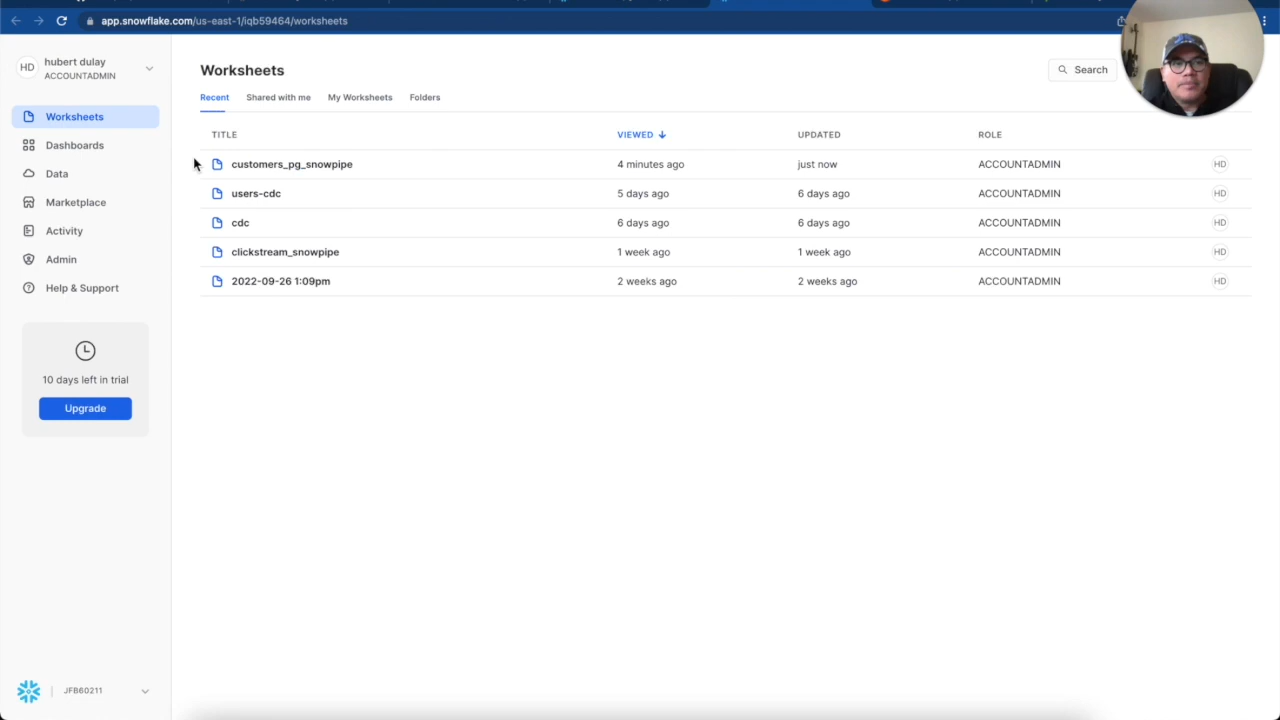 app.snowflake.com/us-east-1/iqb59464/worksheets
HD
hubert dulay
ACCOUNTADMIN
Worksheets
Dashboards
Data
Marketplace
Activity
Admin
Help & Support
10 days left in trial
Upgrade
JFB60211
Worksheets
Search
Recent Shared with me My Worksheets Folders
TITLE VIEWED UPDATED ROLE
customers_pg_snowpipe 4 minutes ago just now ACCOUNTADMIN HD
users-cdc 5 days ago 6 days ago ACCOUNTADMIN HD
cdc 6 days ago 6 days ago ACCOUNTADMIN HD
clickstream_snowpipe 1 week ago 1 week ago ACCOUNTADMIN HD
2022-09-26 1:09pm 2 weeks ago 2 weeks ago ACCOUNTADMIN HD